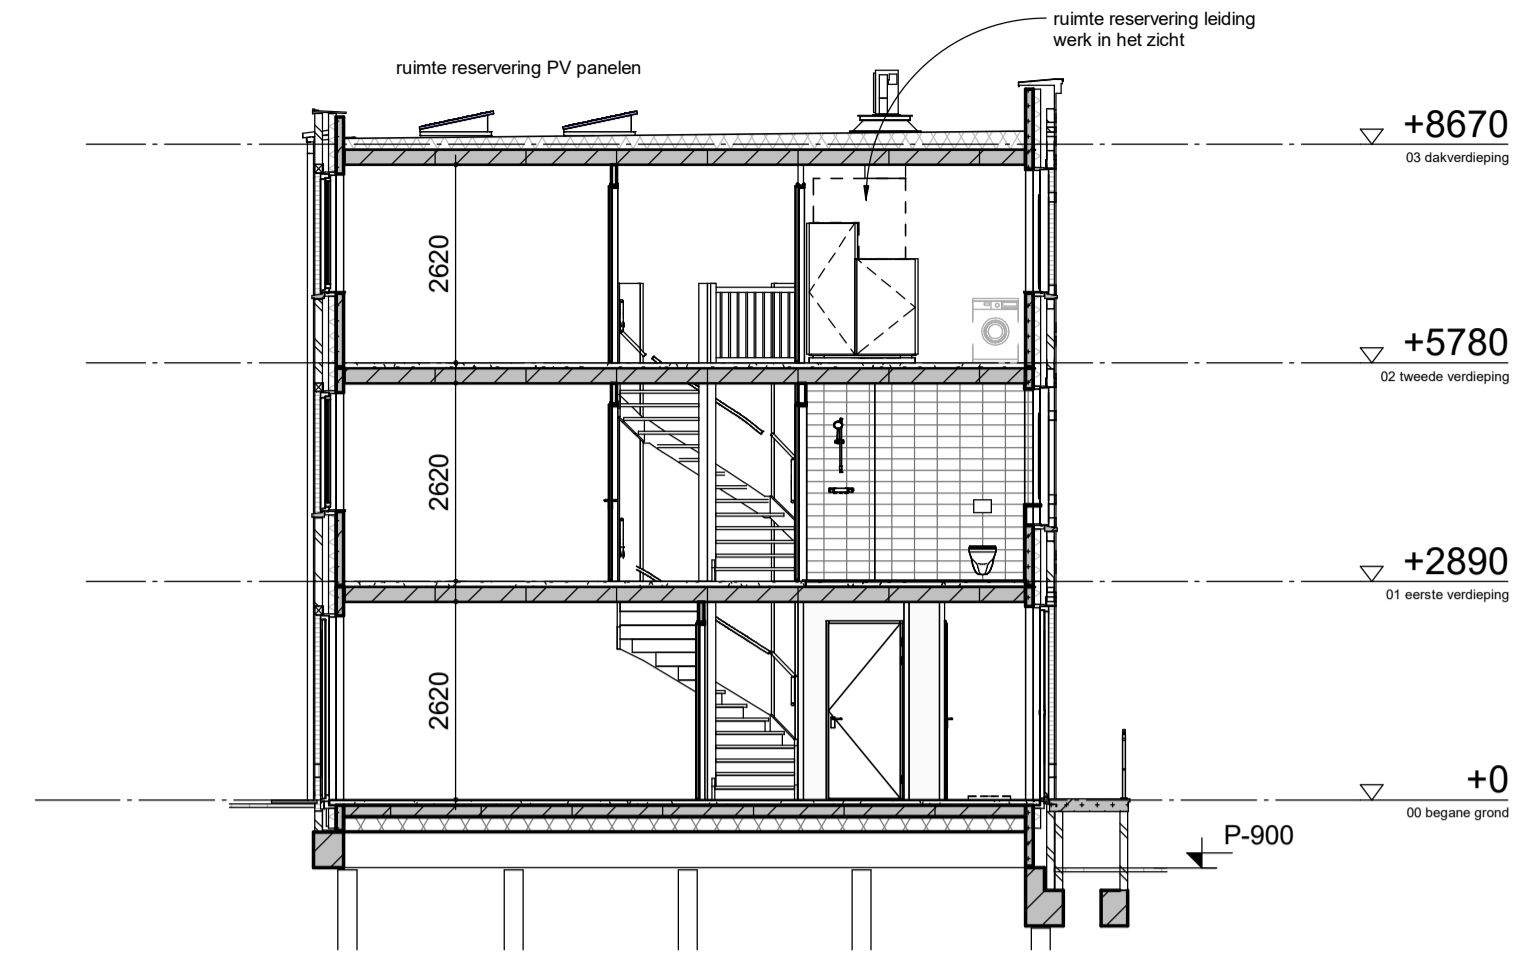 ruimte reservering leiding
werk in het zicht
ruimte reservering PV panelen
+8670
03 dakverdieping
2620
+5780
02 tweede verdieping
2620
+2890
01 eerste verdieping
2620
+0
00 begane grond
P-900